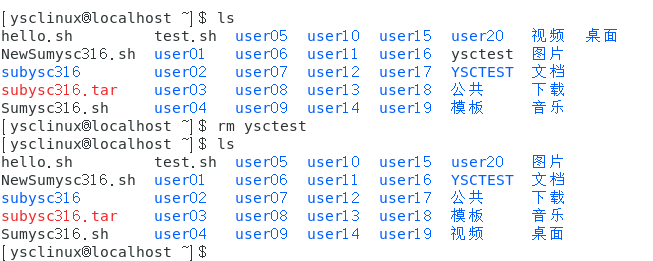 [ysclinux@localhost ~]$ ls
hello.sh test.sh user05 user10 user15 user20 视频 桌面
NewSumysc316.sh user01 user06 user11 user16 ysctest 图片
subysc316 user02 user07 user12 user17 YSCTEST 文档
subysc316.tar user03 user08 user13 user18 公共 下载
Sumysc316.sh user04 user09 user14 user19 模板 音乐
[ysclinux@localhost ~]$ rm ysctest
[ysclinux@localhost ~]$ ls
hello.sh test.sh user05 user10 user15 user20 图片
NewSumysc316.sh user01 user06 user11 user16 YSCTEST 文档
subysc316 user02 user07 user12 user17 公共 下载
subysc316.tar user03 user08 user13 user18 模板 音乐
Sumysc316.sh user04 user09 user14 user19 视频 桌面
[ysclinux@localhost ~]$